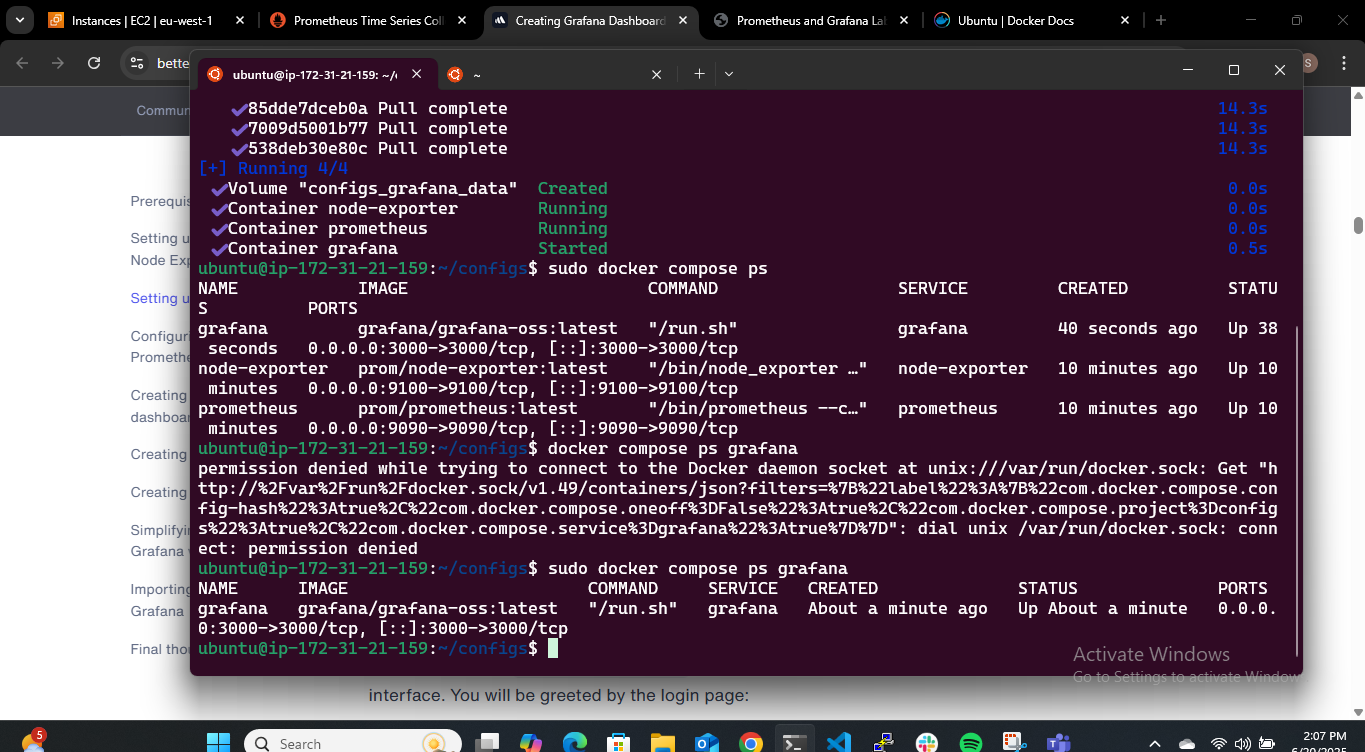 Instances | EC2 | eu-west-1
Prometheus Time Series Coll
Creating Grafana Dashboard
Prometheus and Grafana La
Ubuntu | Docker Docs
bette
S
ubuntu@ip-172-31-21-159: ~/c
~
Commun
Prerequis
Setting u
Node Exp
Setting u
Configuri
Promethe
Creating
dashboar
Creating
Creating
Simplifyin
Grafana w
Importing
Grafana
Final tho
85dde7dceb0a Pull complete 14.3s
7009d5001b77 Pull complete 14.3s
538deb30e80c Pull complete 14.3s
[+] Running 4/4
Volume "configs_grafana_data" Created 0.0s
Container node-exporter Running 0.0s
Container prometheus Running 0.0s
Container grafana Started 0.5s
ubuntu@ip-172-31-21-159:~/configs$ sudo docker compose ps
NAME IMAGE COMMAND SERVICE CREATED STATU
S PORTS
grafana grafana/grafana-oss:latest "/run.sh" grafana 40 seconds ago Up 38
seconds 0.0.0.0:3000->3000/tcp, [::]:3000->3000/tcp
node-exporter prom/node-exporter:latest "/bin/node_exporter …" node-exporter 10 minutes ago Up 10
minutes 0.0.0.0:9100->9100/tcp, [::]:9100->9100/tcp
prometheus prom/prometheus:latest "/bin/prometheus --c…" prometheus 10 minutes ago Up 10
minutes 0.0.0.0:9090->9090/tcp, [::]:9090->9090/tcp
ubuntu@ip-172-31-21-159:~/configs$ docker compose ps grafana
permission denied while trying to connect to the Docker daemon socket at unix:///var/run/docker.sock: Get "h
ttp://%2Fvar%2Frun%2Fdocker.sock/v1.49/containers/json?filters=%7B%22label%22%3A%7B%22com.docker.compose.con
fig-hash%22%3Atrue%2C%22com.docker.compose.oneoff%3DFalse%22%3Atrue%2C%22com.docker.compose.project%3Dconfig
s%22%3Atrue%2C%22com.docker.compose.service%3Dgrafana%22%3Atrue%7D%7D": dial unix /var/run/docker.sock: conn
ect: permission denied
ubuntu@ip-172-31-21-159:~/configs$ sudo docker compose ps grafana
NAME IMAGE COMMAND SERVICE CREATED STATUS PORTS
grafana grafana/grafana-oss:latest "/run.sh" grafana About a minute ago Up About a minute 0.0.0.
0:3000->3000/tcp, [::]:3000->3000/tcp
ubuntu@ip-172-31-21-159:~/configs$
Activate Windows
Go to Settings to activate Window
interface. You will be greeted by the login page:
5
Search
2:07 PM
6/20/2025